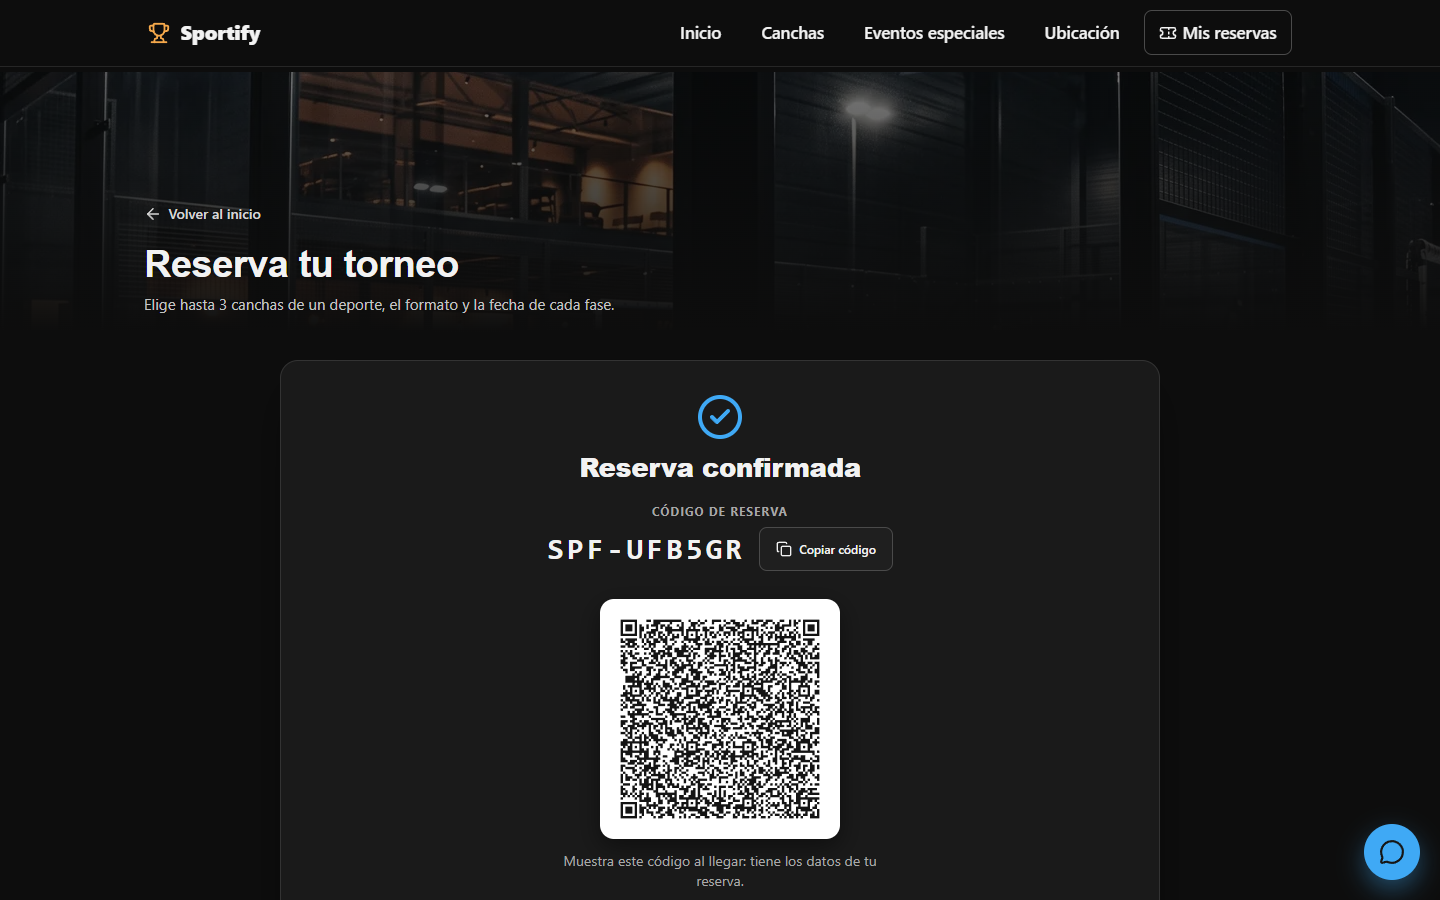 Sportify
Inicio
Canchas
Eventos especiales
Ubicación
Mis reservas
Volver al inicio
Reserva tu torneo
Elige hasta 3 canchas de un deporte, el formato y la fecha de cada fase.
Reserva confirmada
CÓDIGO DE RESERVA
SPF-UFB5GR
Copiar código
Muestra este código al llegar: tiene los datos de tu
reserva.